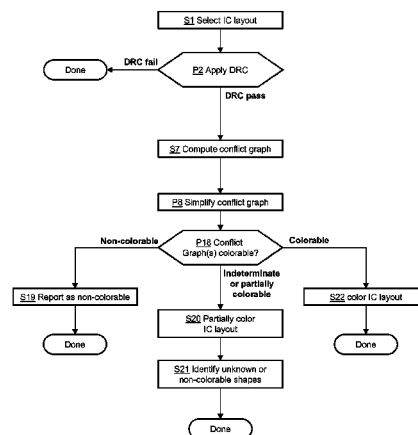 S1 Select IC layout
DRC fail
Done
P2 Apply DRC
DRC pass
S7 Compute conflict graph
P8 Simplify conflict graph
Non-colorable
P18 Conflict
Graph(s) colorable?
Colorable
Indeterminate
or partially
colorable
S19 Report as non-colorable
S20 Partially color
IC layout
S22 color IC layout
Done
S21 Identify unknown or
non-colorable shapes
Done
Done